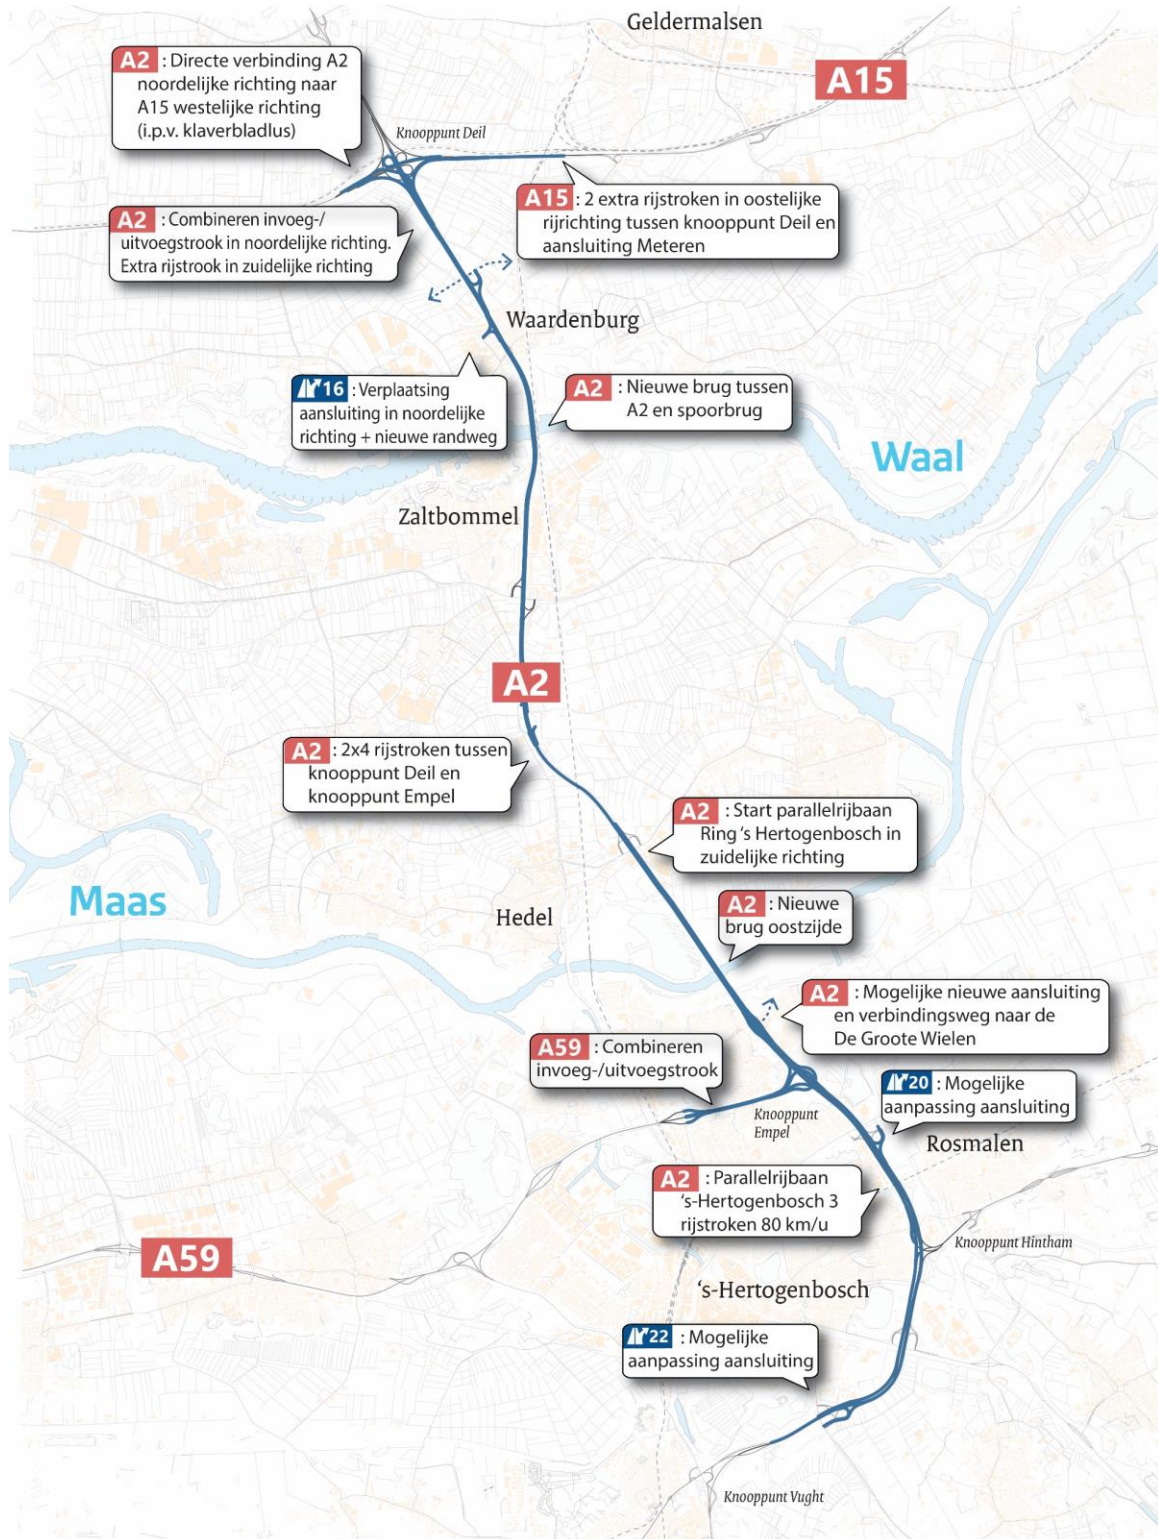 Geldermalsen
A2 : Directe verbinding A2
noordelijke richting naar
A15 westelijke richting
(i.p.v. klaverbladlus)
A15
Knooppunt Deil
A15 : 2 extra rijstroken in oostelijke
rijrichting tussen knooppunt Deil en
aansluiting Meteren
A2 : Combineren invoeg-/
uitvoegstrook in noordelijke richting.
Extra rijstrook in zuidelijke richting
Waardenburg
16 : Verplaatsing
aansluiting in noordelijke
richting + nieuwe randweg
A2 : Nieuwe brug tussen
A2 en spoorbrug
Waal
Zaltbommel
A2
A2 : 2x4 rijstroken tussen
knooppunt Deil en
knooppunt Empel
A2 : Start parallelrijbaan
Ring ‘s Hertogenbosch in
zuidelijke richting
Maas
Hedel
A2 : Nieuwe
brug oostzijde
A2 : Mogelijke nieuwe aansluiting
en verbindingsweg naar de
De Groote Wielen
A59 : Combineren
invoeg-/uitvoegstrook
20 : Mogelijke
aanpassing aansluiting
Knooppunt
Empel
Rosmalen
A2 : Parallelrijbaan
‘s-Hertogenbosch 3
rijstroken 80 km/u
Knooppunt Hintham
A59
‘s-Hertogenbosch
22 : Mogelijke
aanpassing aansluiting
Knooppunt Vught